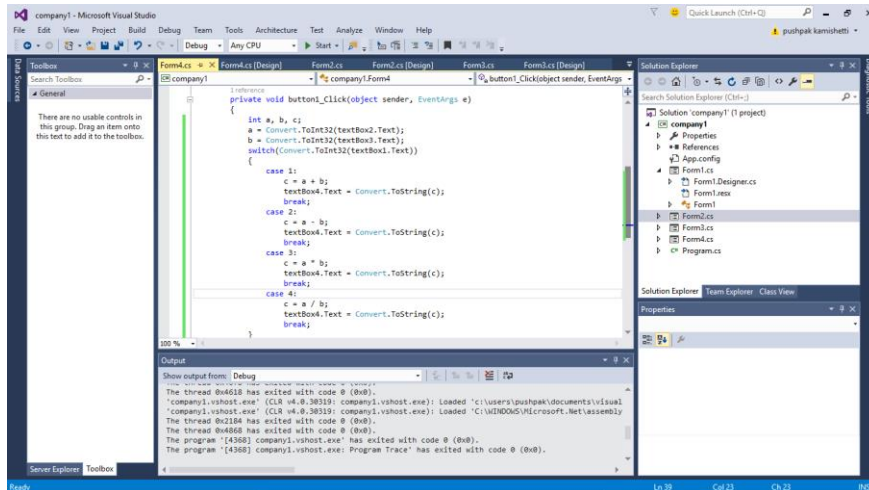 company1 - Microsoft Visual Studio
Quick Launch (Ctrl+Q)
File Edit View Project Build Debug Team Tools Architecture Test Analyze Window Help
pushpak kamishetti
Debug Any CPU Start
Data Sources
Toolbox
Search Toolbox
General
There are no usable controls in
this group. Drag an item onto
this text to add it to the toolbox.
Server Explorer Toolbox
Form4.cs Form4.cs [Design] Form2.cs Form2.cs [Design] Form3.cs Form3.cs [Design]
company1 company1.Form4 button1_Click(object sender, EventArgs
1 reference
private void button1_Click(object sender, EventArgs e)
{
int a, b, c;
a = Convert.ToInt32(textBox2.Text);
b = Convert.ToInt32(textBox3.Text);
switch(Convert.ToInt32(textBox1.Text))
{
case 1:
c = a + b;
textBox4.Text = Convert.ToString(c);
break;
case 2:
c = a - b;
textBox4.Text = Convert.ToString(c);
break;
case 3:
c = a * b;
textBox4.Text = Convert.ToString(c);
break;
case 4:
c = a / b;
textBox4.Text = Convert.ToString(c);
break;
}
100 %
Output
Show output from: Debug
The thread 0x4618 has exited with code 0 (0x0).
'company1.vshost.exe' (CLR v4.0.30319: company1.vshost.exe): Loaded 'c:\users\pushpak\documents\visual
'company1.vshost.exe' (CLR v4.0.30319: company1.vshost.exe): Loaded 'C:\WINDOWS\Microsoft.Net\assembly
The thread 0x2184 has exited with code 0 (0x0).
The thread 0x4868 has exited with code 0 (0x0).
The program '[4368] company1.vshost.exe' has exited with code 0 (0x0).
The program '[4368] company1.vshost.exe: Program Trace' has exited with code 0 (0x0).
Solution Explorer
Search Solution Explorer (Ctrl+;)
Solution 'company1' (1 project)
company1
Properties
References
App.config
Form1.cs
Form1.Designer.cs
Form1.resx
Form1
Form2.cs
Form3.cs
Form4.cs
Program.cs
Solution Explorer Team Explorer Class View
Properties
Diagnostic Tools
Ready Ln 39 Col 23 Ch 23 INS